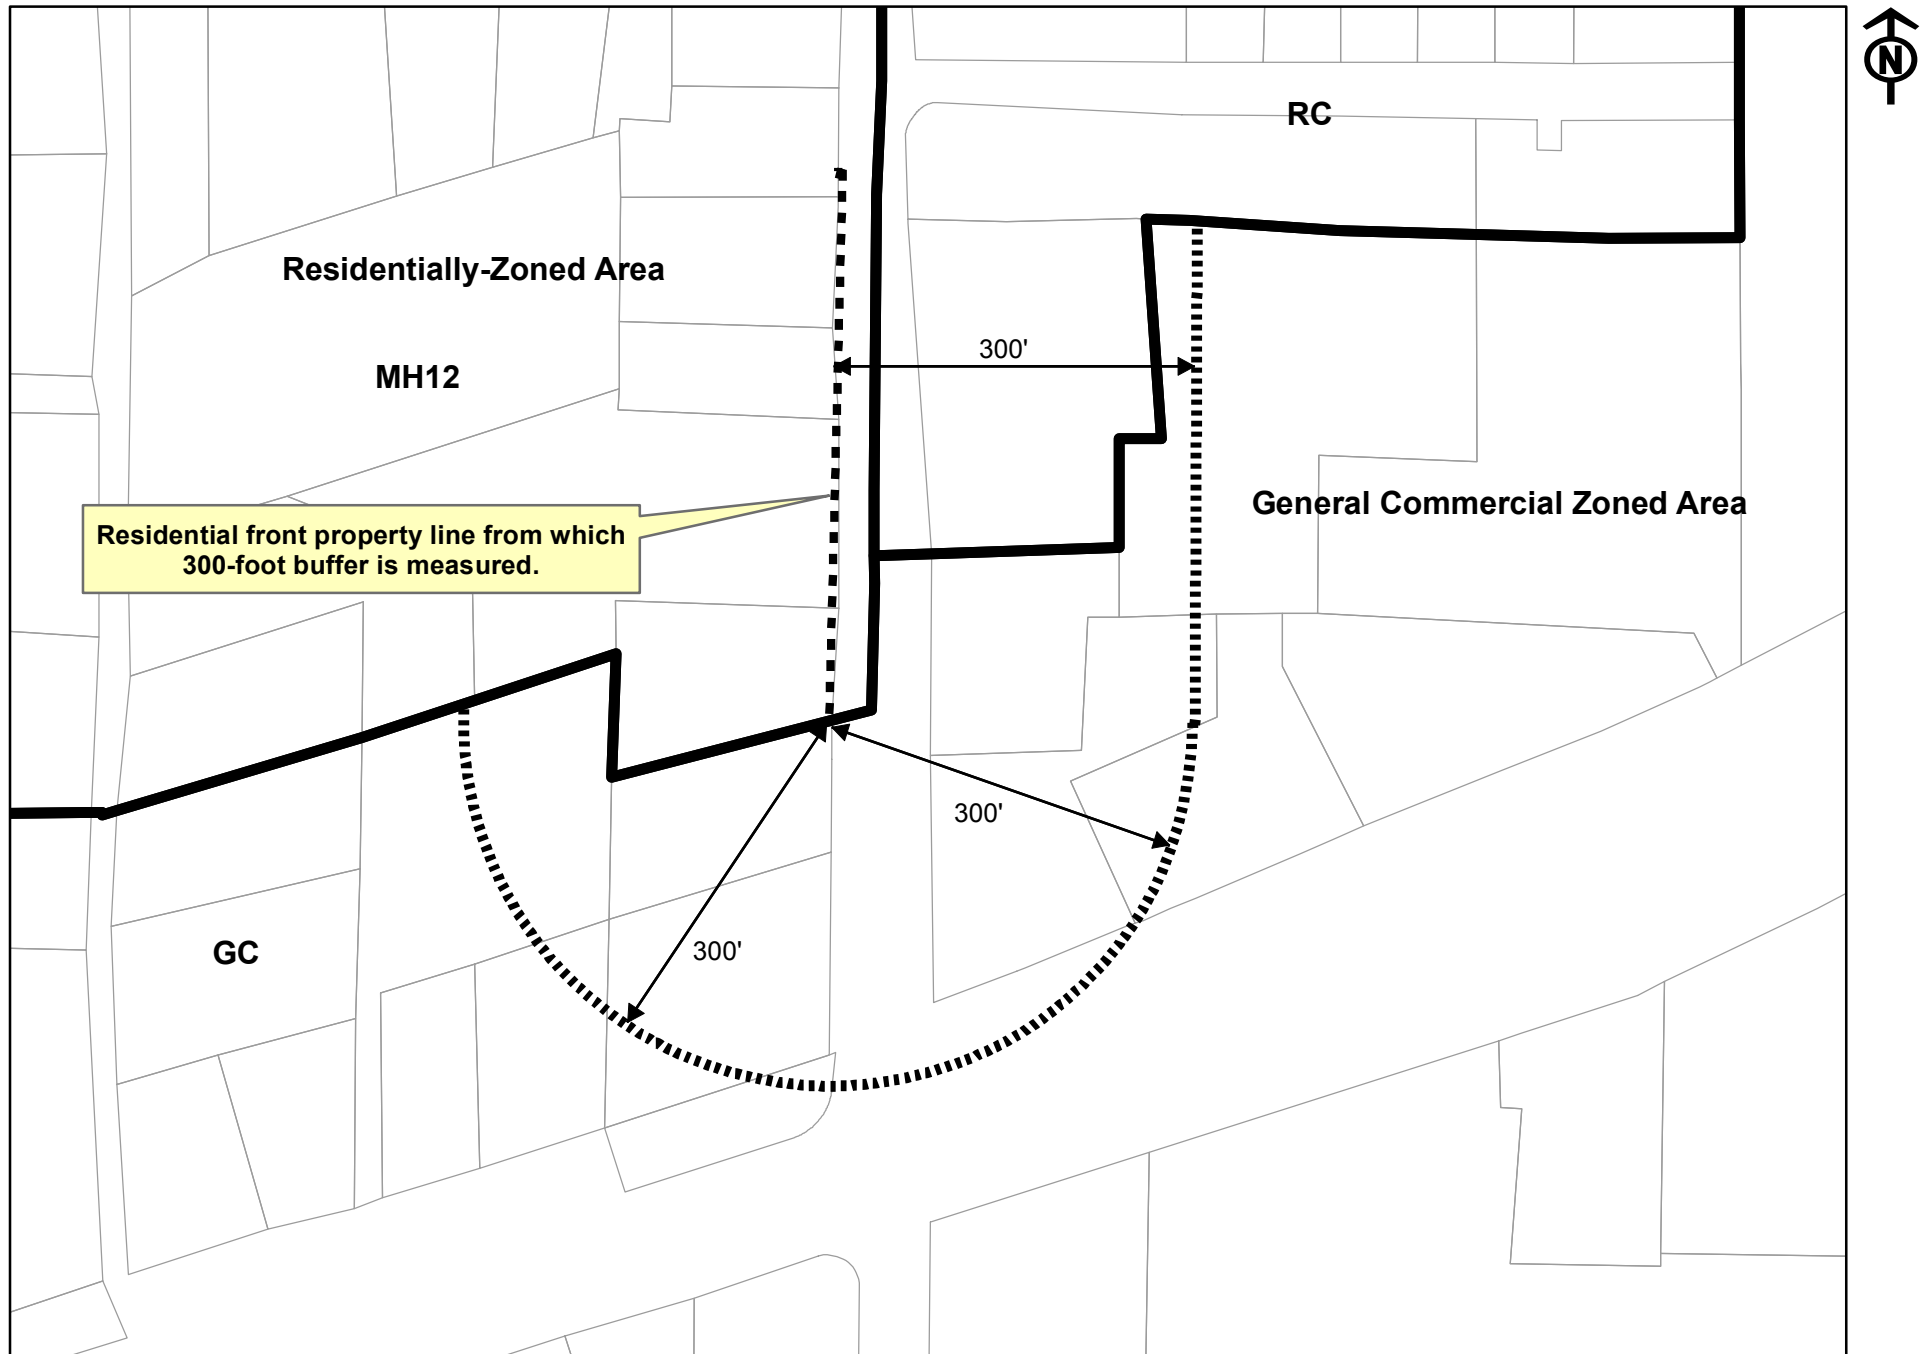 N
RC
Residentially-Zoned Area
300'
MH12
General Commercial Zoned Area
Residential front property line from which
300-foot buffer is measured.
300'
300'
GC